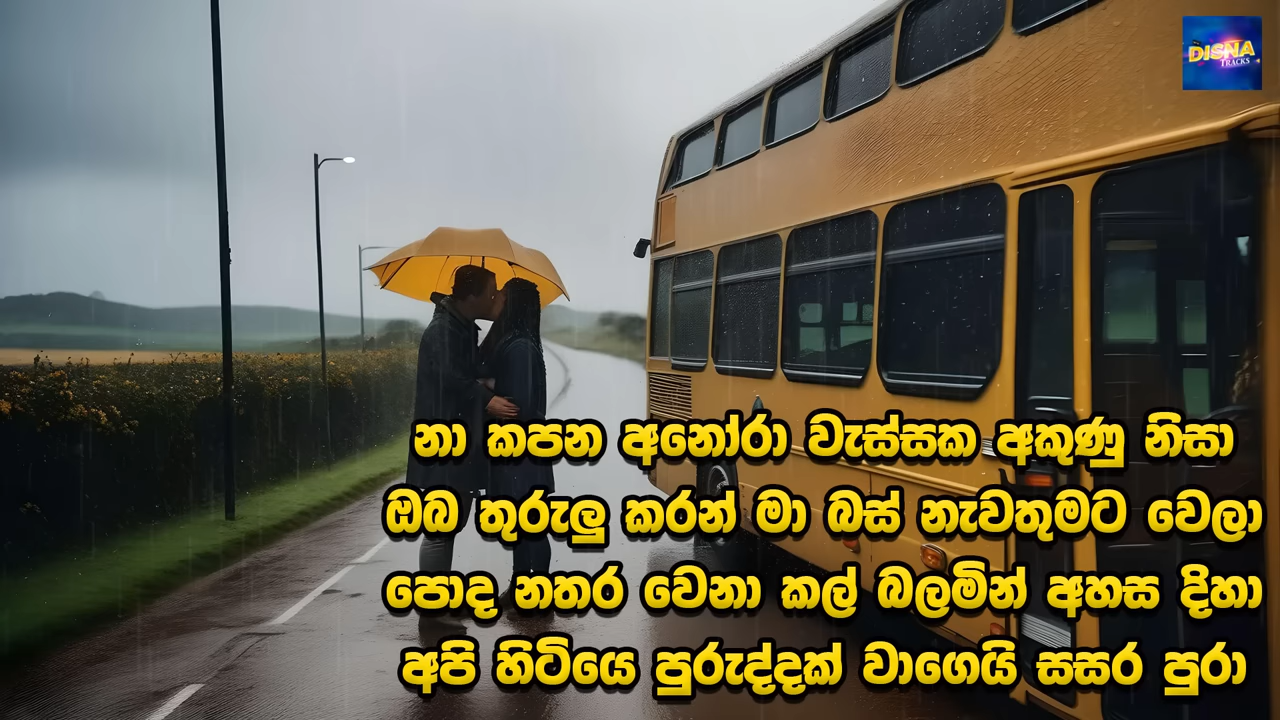 DISNA
TRACKS
නා කපන අනෝරා වැස්සක අකුණු නිසා
ඔබ තුරුලු කරන් මා බස් නැවතුමට වෙලා
පොද නතර වෙනා කල් බලමින් අහස දිහා
අපි හිටියෙ පුරුද්දක් වාගෙයි සසර පුරා